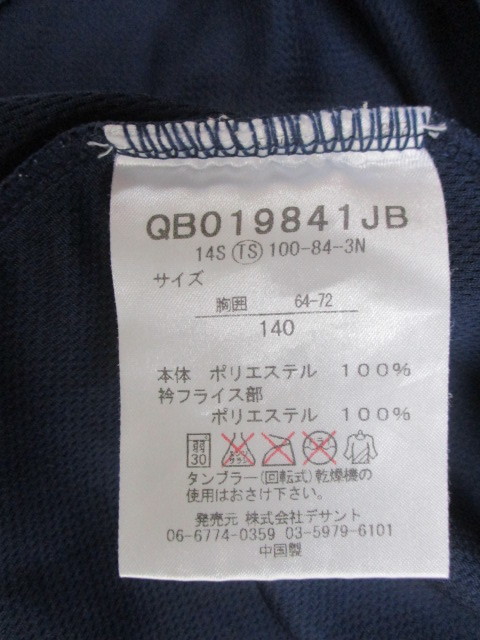 QB019841JB
14S TS 100-84-3N
サイズ
胸囲 64-72
140
本体 ポリエステル 100%
衿フライス部
ポリエステル 100%
弱 30
タンブラー(回転式)乾燥機の
使用はおさけ下さい。
発売元 株式会社デサント
06-6774-0359 03-5979-6101
中国製